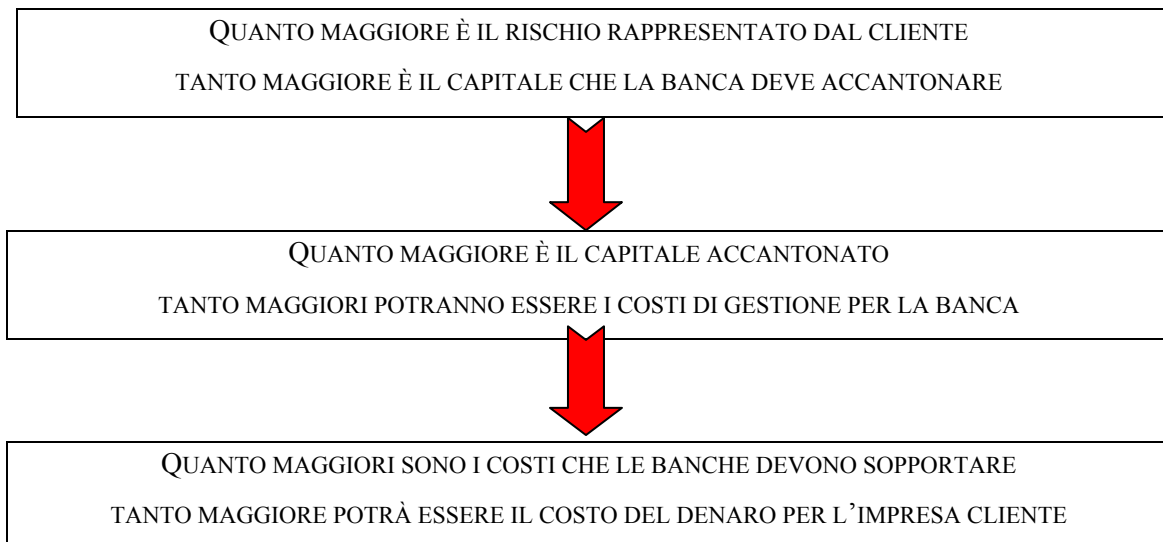 QUANTO MAGGIORE È IL RISCHIO RAPPRESENTATO DAL CLIENTE
TANTO MAGGIORE È IL CAPITALE CHE LA BANCA DEVE ACCANTONARE
QUANTO MAGGIORE È IL CAPITALE ACCANTONATO
TANTO MAGGIORI POTRANNO ESSERE I COSTI DI GESTIONE PER LA BANCA
QUANTO MAGGIORI SONO I COSTI CHE LE BANCHE DEVONO SOPPORTARE
TANTO MAGGIORE POTRÀ ESSERE IL COSTO DEL DENARO PER L’IMPRESA CLIENTE